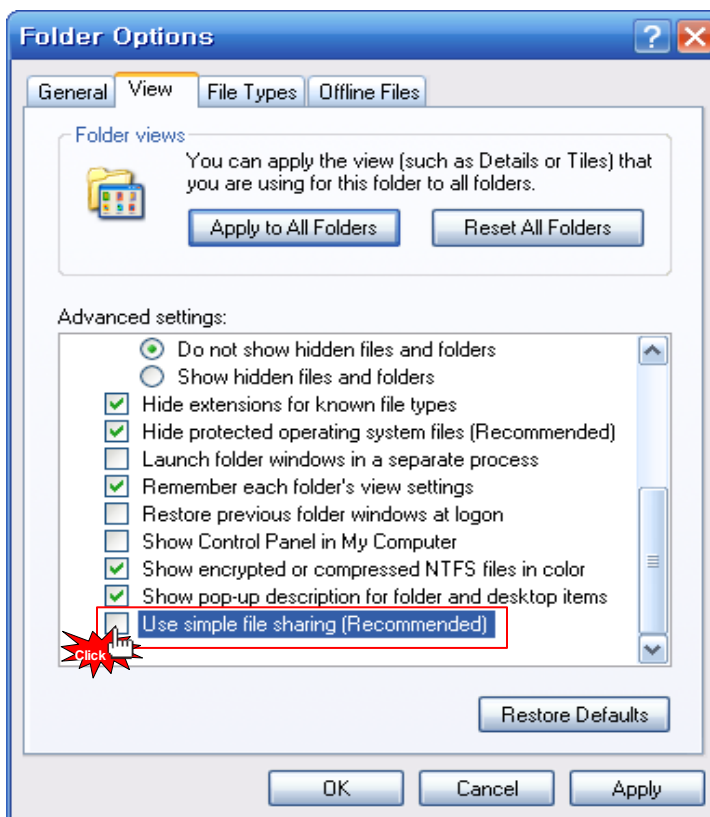 Folder Options
General View File Types Offline Files
Folder views
You can apply the view (such as Details or Tiles) that
you are using for this folder to all folders.
Apply to All Folders Reset All Folders
Advanced settings:
Do not show hidden files and folders
Show hidden files and folders
Hide extensions for known file types
Hide protected operating system files (Recommended)
Launch folder windows in a separate process
Remember each folder's view settings
Restore previous folder windows at logon
Show Control Panel in My Computer
Show encrypted or compressed NTFS files in color
Show pop-up description for folder and desktop items
Use simple file sharing (Recommended)
Click
Restore Defaults
OK Cancel Apply